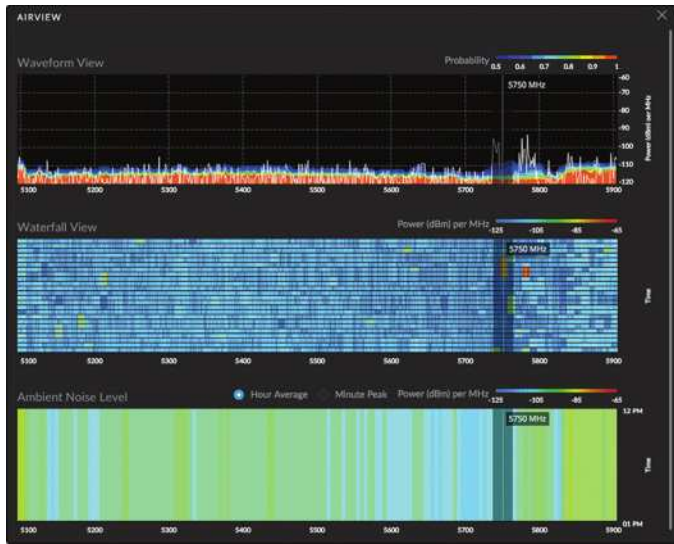 AIRVIEW
Waveform View
Probability
0.5 0.6 0.7 0.8 0.9 1
5750 MHz
-60
-70
-80
-90
-100
-110
-120
Power (dBm) per MHz
5100 5200 5300 5400 5500 5600 5700 5800 5900
Waterfall View
Power (dBm) per MHz
-125 -105 -85 -65
5750 MHz
Time
5100 5200 5300 5400 5500 5600 5700 5800 5900
Ambient Noise Level
Hour Average
Minute Peak
Power (dBm) per MHz
-125 -105 -85 -65
5750 MHz
12 PM
Time
01 PM
5100 5200 5300 5400 5500 5600 5700 5800 5900